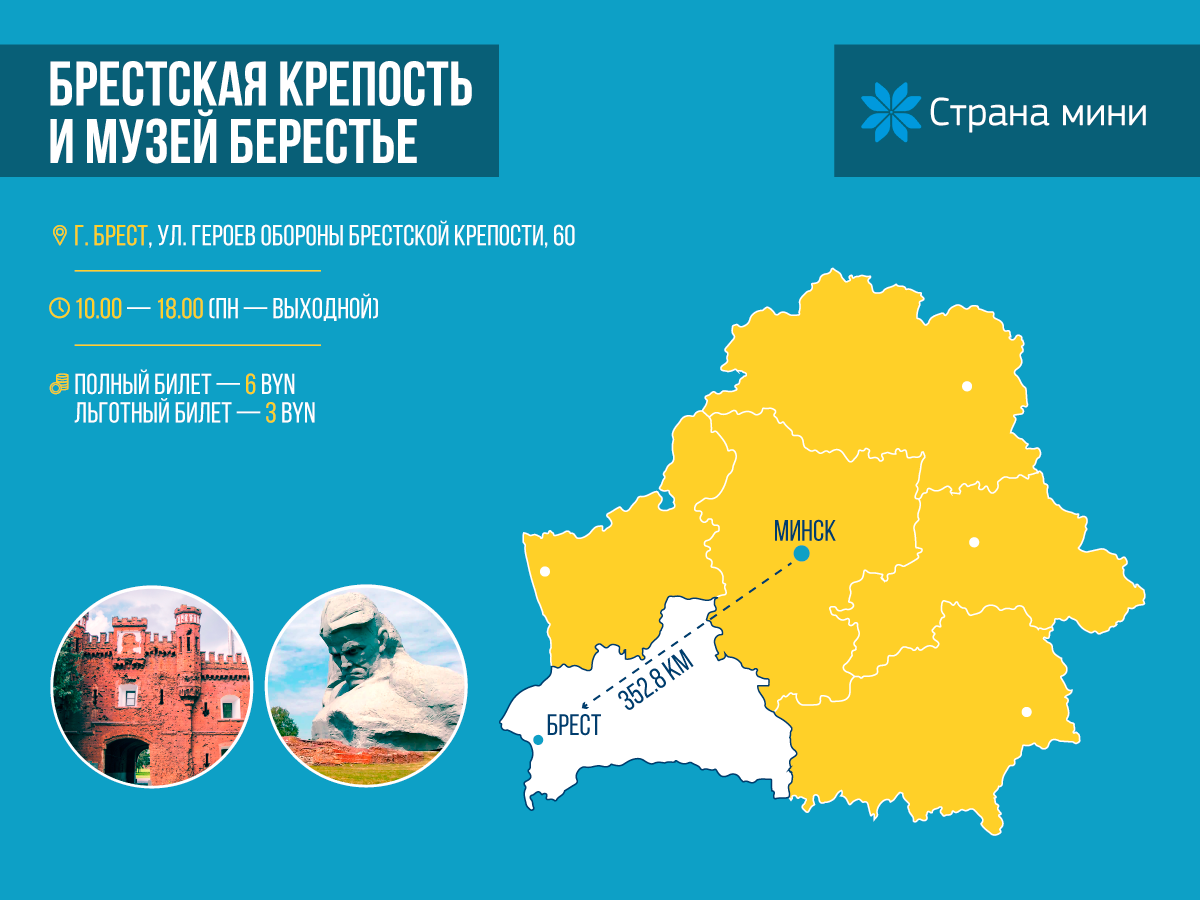 БРЕСТСКАЯ КРЕПОСТЬ
И МУЗЕЙ БЕРЕСТЬЕ
Страна мини
Г. БРЕСТ, УЛ. ГЕРОЕВ ОБОРОНЫ БРЕСТСКОЙ КРЕПОСТИ, 60
10.00 — 18.00 (ПН — ВЫХОДНОЙ)
ПОЛНЫЙ БИЛЕТ — 6 BYN
ЛЬГОТНЫЙ БИЛЕТ — 3 BYN
МИНСК
352.8 КМ
БРЕСТ